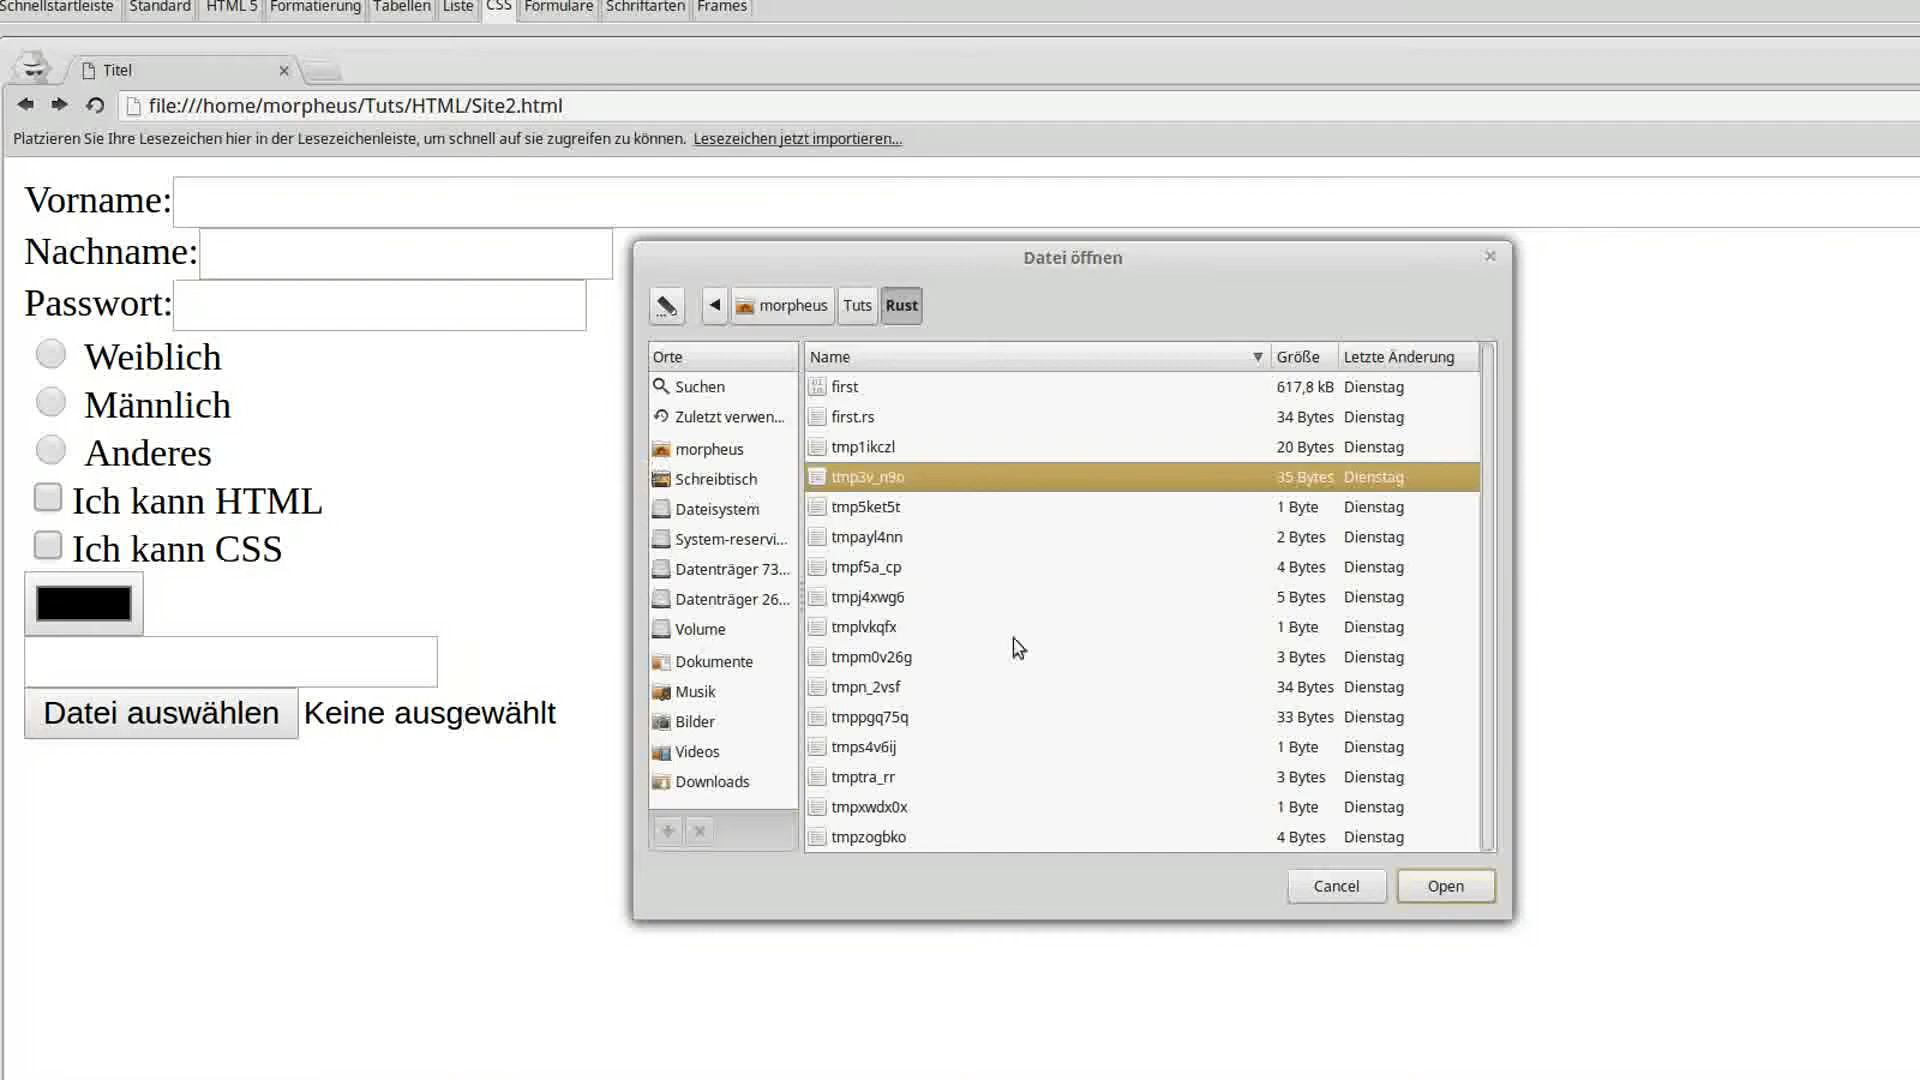 Schnellstartleiste Standard HTML 5 Formatierung Tabellen Liste CSS Formulare Schriftarten Frames
Titel
file:///home/morpheus/Tuts/HTML/Site2.html
Platzieren Sie Ihre Lesezeichen hier in der Lesezeichenleiste, um schnell auf sie zugreifen zu können. Lesezeichen jetzt importieren...
Vorname:
Nachname:
Passwort:
Weiblich
Männlich
Anderes
Ich kann HTML
Ich kann CSS
Datei auswählen Keine ausgewählt
Datei öffnen
morpheus Tuts Rust
Orte
Suchen
Zuletzt verwen...
morpheus
Schreibtisch
Dateisystem
System-reservi...
Datenträger 73...
Datenträger 26...
Volume
Dokumente
Musik
Bilder
Videos
Downloads
Name Größe Letzte Änderung
first 617,8 kB Dienstag
first.rs 34 Bytes Dienstag
tmp1ikczl 20 Bytes Dienstag
tmp3v_n9o 35 Bytes Dienstag
tmp5ket5t 1 Byte Dienstag
tmpayl4nn 2 Bytes Dienstag
tmpf5a_cp 4 Bytes Dienstag
tmpj4xwg6 5 Bytes Dienstag
tmplvkqfx 1 Byte Dienstag
tmpm0v26g 3 Bytes Dienstag
tmpn_2vsf 34 Bytes Dienstag
tmppgq75q 33 Bytes Dienstag
tmps4v6ij 1 Byte Dienstag
tmptra_rr 3 Bytes Dienstag
tmpxwdx0x 1 Byte Dienstag
tmpzogbko 4 Bytes Dienstag
Cancel Open